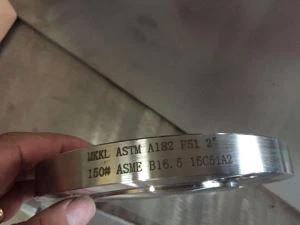 MKKL ASTM A182 F51 2"
150# ASME B16.5 15C51A2